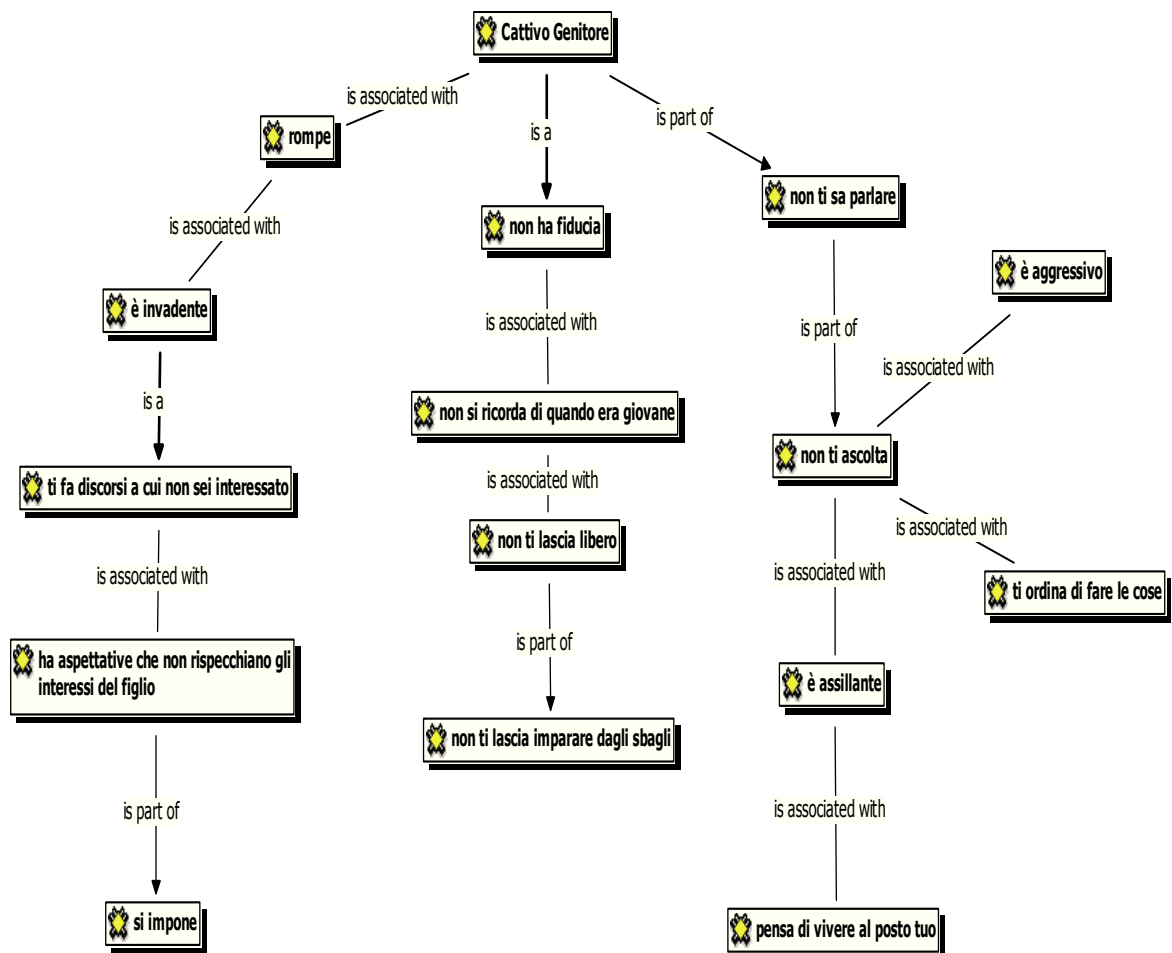 Cattivo Genitore
is associated with
is part of
is a
rompe
non ti sa parlare
non ha fiducia
is associated with
è aggressivo
è invadente
is associated with
is part of
is associated with
is a
non si ricorda di quando era giovane
non ti ascolta
ti fa discorsi a cui non sei interessato
is associated with
is associated with
non ti lascia libero
is associated with
is associated with
ti ordina di fare le cose
is part of
ha aspettative che non rispecchiano gli
interessi del figlio
è assillante
non ti lascia imparare dagli sbagli
is part of
is associated with
si impone
pensa di vivere al posto tuo